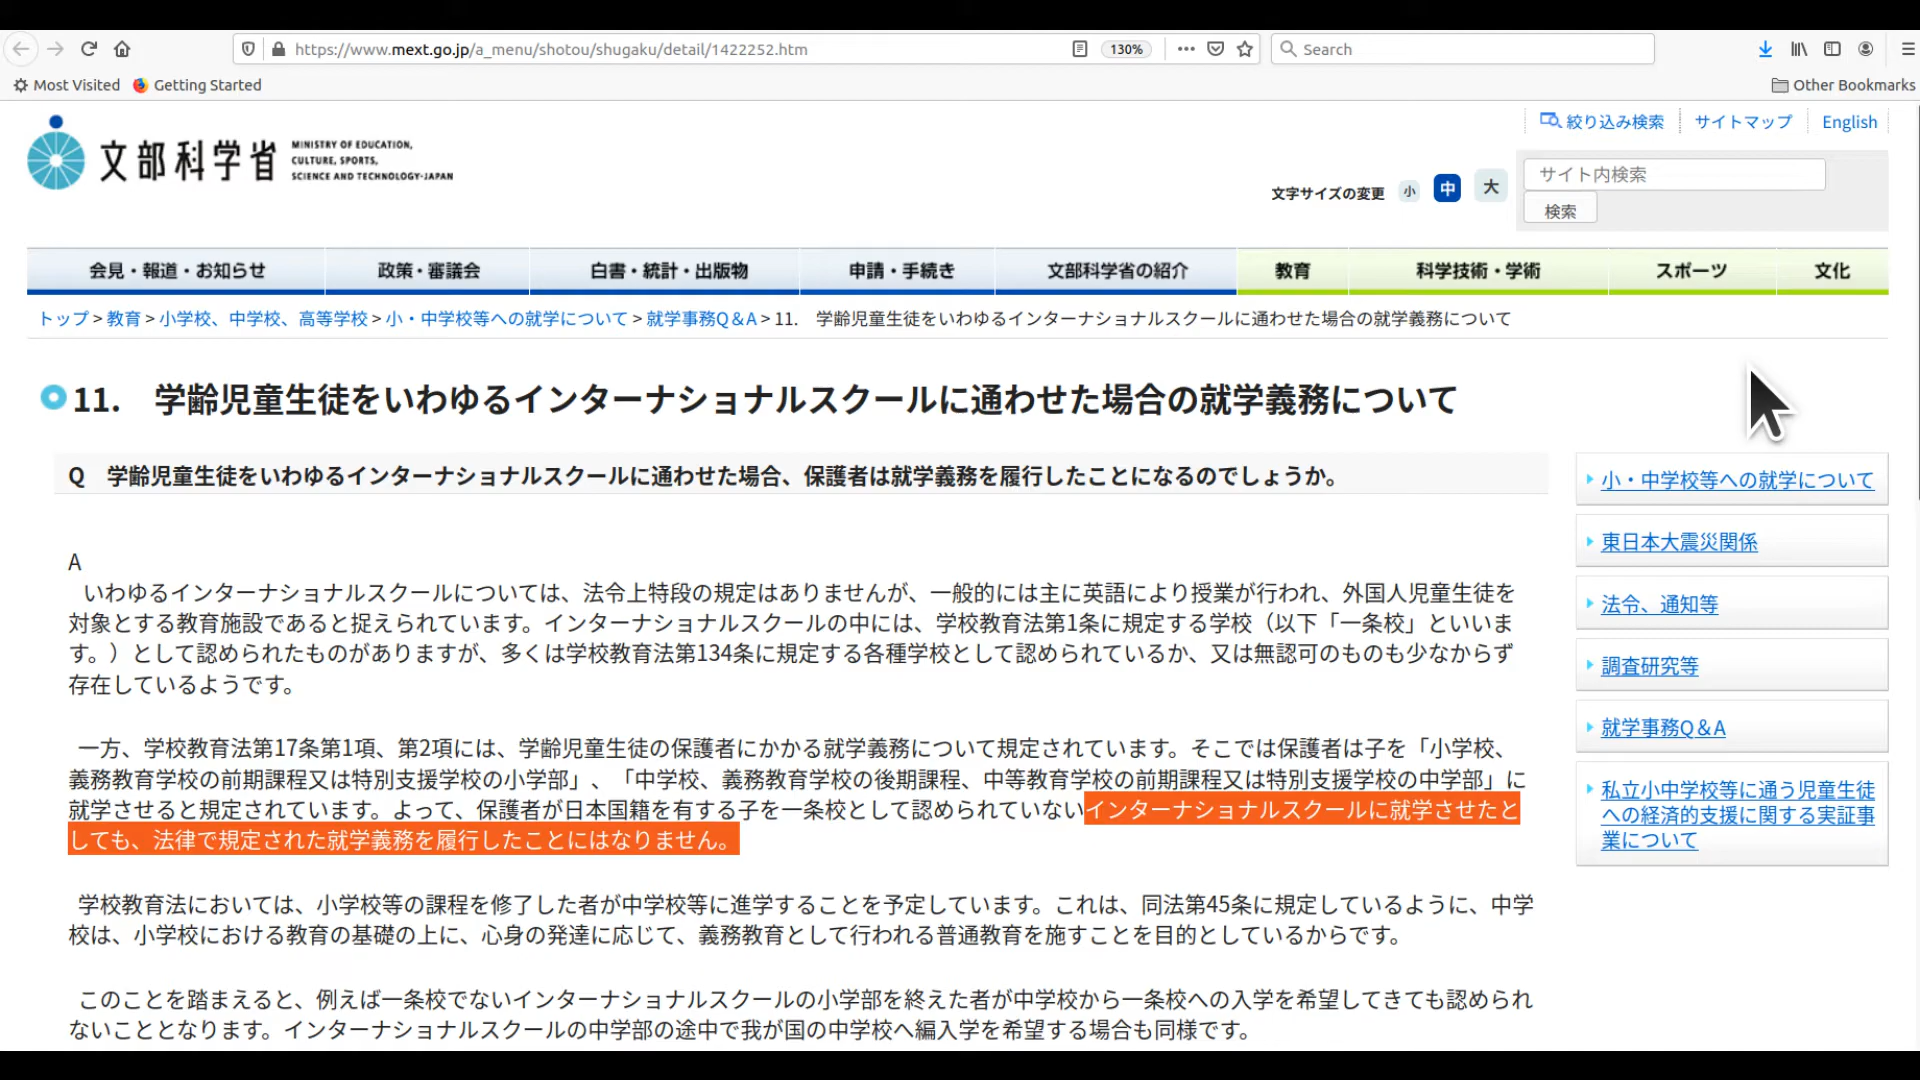 https://www.mext.go.jp/a_menu/shotou/shugaku/detail/1422252.htm
130%
Search
Most Visited
Getting Started
Other Bookmarks
文部科学省
MINISTRY OF EDUCATION,
CULTURE, SPORTS,
SCIENCE AND TECHNOLOGY-JAPAN
絞り込み検索
サイトマップ
English
文字サイズの変更
小
中
大
サイト内検索
検索
会見・報道・お知らせ
政策・審議会
白書・統計・出版物
申請・手続き
文部科学省の紹介
教育
科学技術・学術
スポーツ
文化
トップ > 教育 > 小学校、中学校、高等学校 > 小・中学校等への就学について > 就学事務Q＆A > 11.　学齢児童生徒をいわゆるインターナショナルスクールに通わせた場合の就学義務について
11.　学齢児童生徒をいわゆるインターナショナルスクールに通わせた場合の就学義務について
Q　学齢児童生徒をいわゆるインターナショナルスクールに通わせた場合、保護者は就学義務を履行したことになるのでしょうか。
A
いわゆるインターナショナルスクールについては、法令上特段の規定はありませんが、一般的には主に英語により授業が行われ、外国人児童生徒を
対象とする教育施設であると捉えられています。インターナショナルスクールの中には、学校教育法第1条に規定する学校（以下「一条校」といいま
す。）として認められたものがありますが、多くは学校教育法第134条に規定する各種学校として認められているか、又は無認可のものも少なからず
存在しているようです。
一方、学校教育法第17条第1項、第2項には、学齢児童生徒の保護者にかかる就学義務について規定されています。そこでは保護者は子を「小学校、
義務教育学校の前期課程又は特別支援学校の小学部」、「中学校、義務教育学校の後期課程、中等教育学校の前期課程又は特別支援学校の中学部」に
就学させると規定されています。よって、保護者が日本国籍を有する子を一条校として認められていないインターナショナルスクールに就学させたと
しても、法律で規定された就学義務を履行したことにはなりません。
学校教育法においては、小学校等の課程を修了した者が中学校等に進学することを予定しています。これは、同法第45条に規定しているように、中学
校は、小学校における教育の基礎の上に、心身の発達に応じて、義務教育として行われる普通教育を施すことを目的としているからです。
このことを踏まえると、例えば一条校でないインターナショナルスクールの小学部を終えた者が中学校から一条校への入学を希望してきても認められ
ないこととなります。インターナショナルスクールの中学部の途中で我が国の中学校へ編入学を希望する場合も同様です。
小・中学校等への就学について
東日本大震災関係
法令、通知等
調査研究等
就学事務Q＆A
私立小中学校等に通う児童生徒
への経済的支援に関する実証事
業について